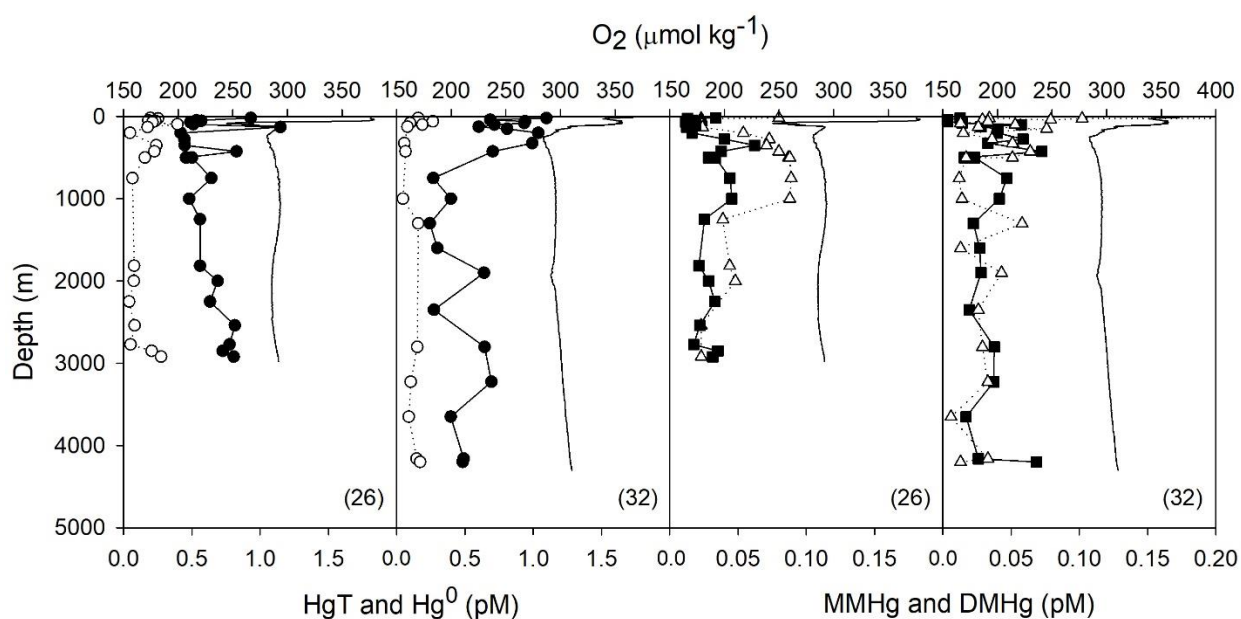 O₂ (μmol kg⁻¹)
150 200 250 300 350 150 200 250 300 350 150 200 250 300 350 150 200 250 300 350 400
0
1000
2000
3000
4000
5000
Depth (m)
(26) (32) (26) (32)
0.0 0.5 1.0 1.5 0.0 0.5 1.0 1.5 0.00 0.05 0.10 0.15 0.00 0.05 0.10 0.15 0.20
HgT and Hg⁰ (pM) MMHg and DMHg (pM)